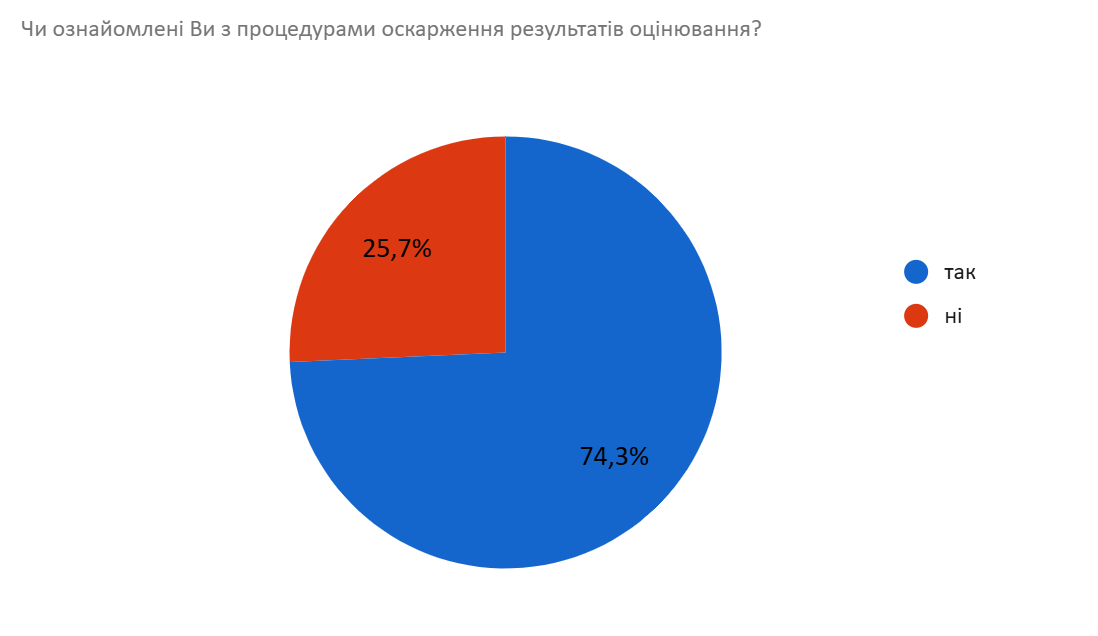 Чи ознайомлені Ви з процедурами оскарження результатів оцінювання?
25,7%
74,3%
так
ні